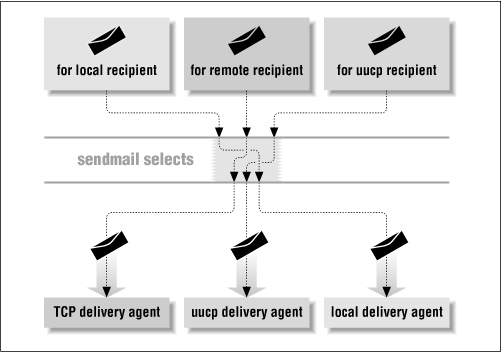 for local recipient
for remote recipient
for uucp recipient
sendmail selects
TCP delivery agent
uucp delivery agent
local delivery agent